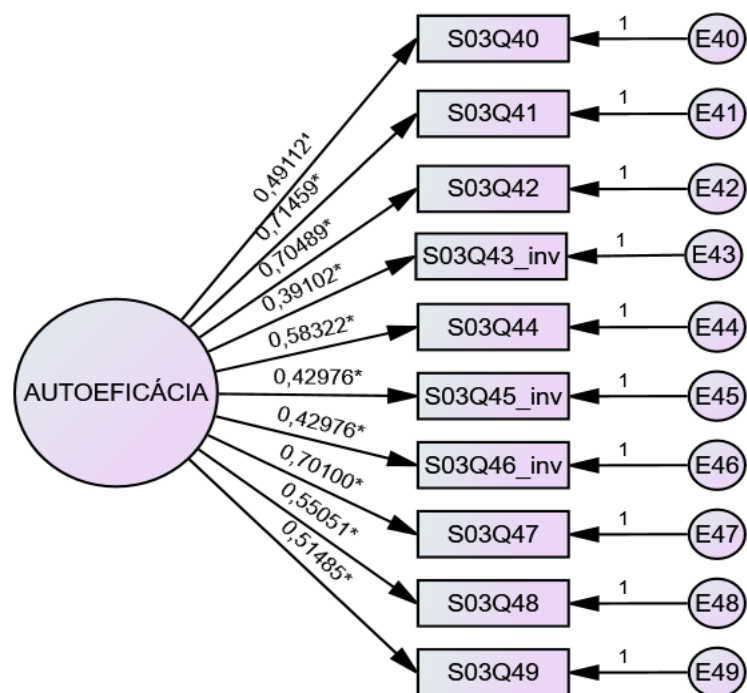 S03Q40
1
E40
S03Q41
1
E41
S03Q42
1
E42
S03Q43_inv
1
E43
S03Q44
1
E44
S03Q45_inv
1
E45
S03Q46_inv
1
E46
S03Q47
1
E47
S03Q48
1
E48
S03Q49
1
E49
AUTOEFICÁCIA
0,49112¹
0,71459*
0,70489*
0,39102*
0,58322*
0,42976*
0,42976*
0,70100*
0,55051*
0,51485*